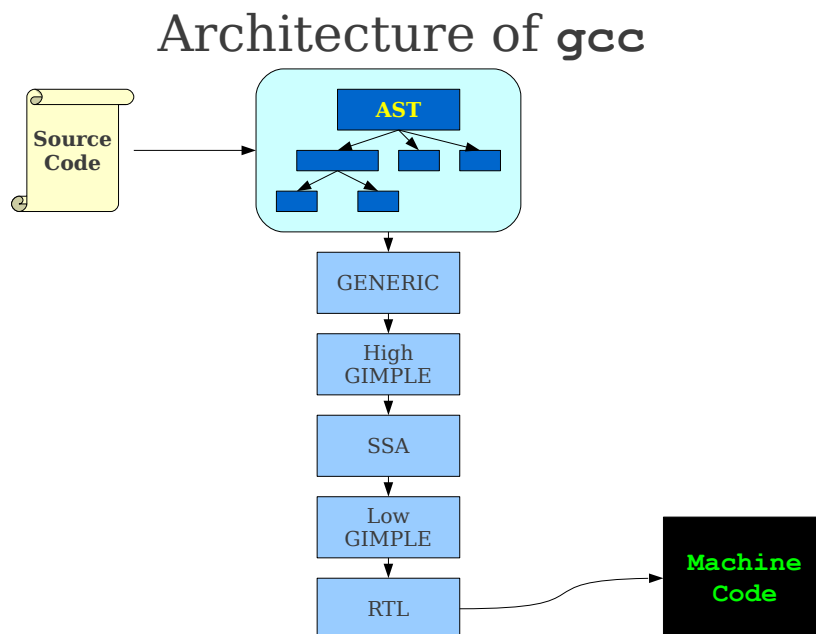 Architecture of gcc
Source
Code
AST
GENERIC
High
GIMPLE
SSA
Low
GIMPLE
RTL
Machine
Code